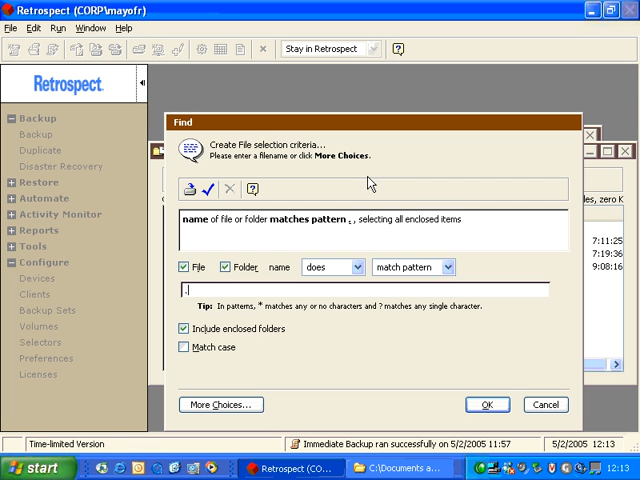 Retrospect (CORP\mayofr)
File Edit Run Window Help
Stay in Retrospect
Retrospect
Backup
Backup
Duplicate
Disaster Recovery
Restore
Automate
Activity Monitor
Reports
Tools
Configure
Devices
Clients
Backup Sets
Volumes
Selectors
Preferences
Licenses
Find
Create File selection criteria...
Please enter a filename or click More Choices.
name of file or folder matches pattern . , selecting all enclosed items
File Folder name does match pattern
.
Tip: In patterns, * matches any or no characters and ? matches any single character.
Include enclosed folders
Match case
More Choices... OK Cancel
les, zero K
7:11:25
7:11:50
9:08:16
Time-limited Version
Immediate Backup ran successfully on 5/2/2005 11:57
5/2/2005 12:13
start
Retrospect (CO...
C:\Documents a...
12:13